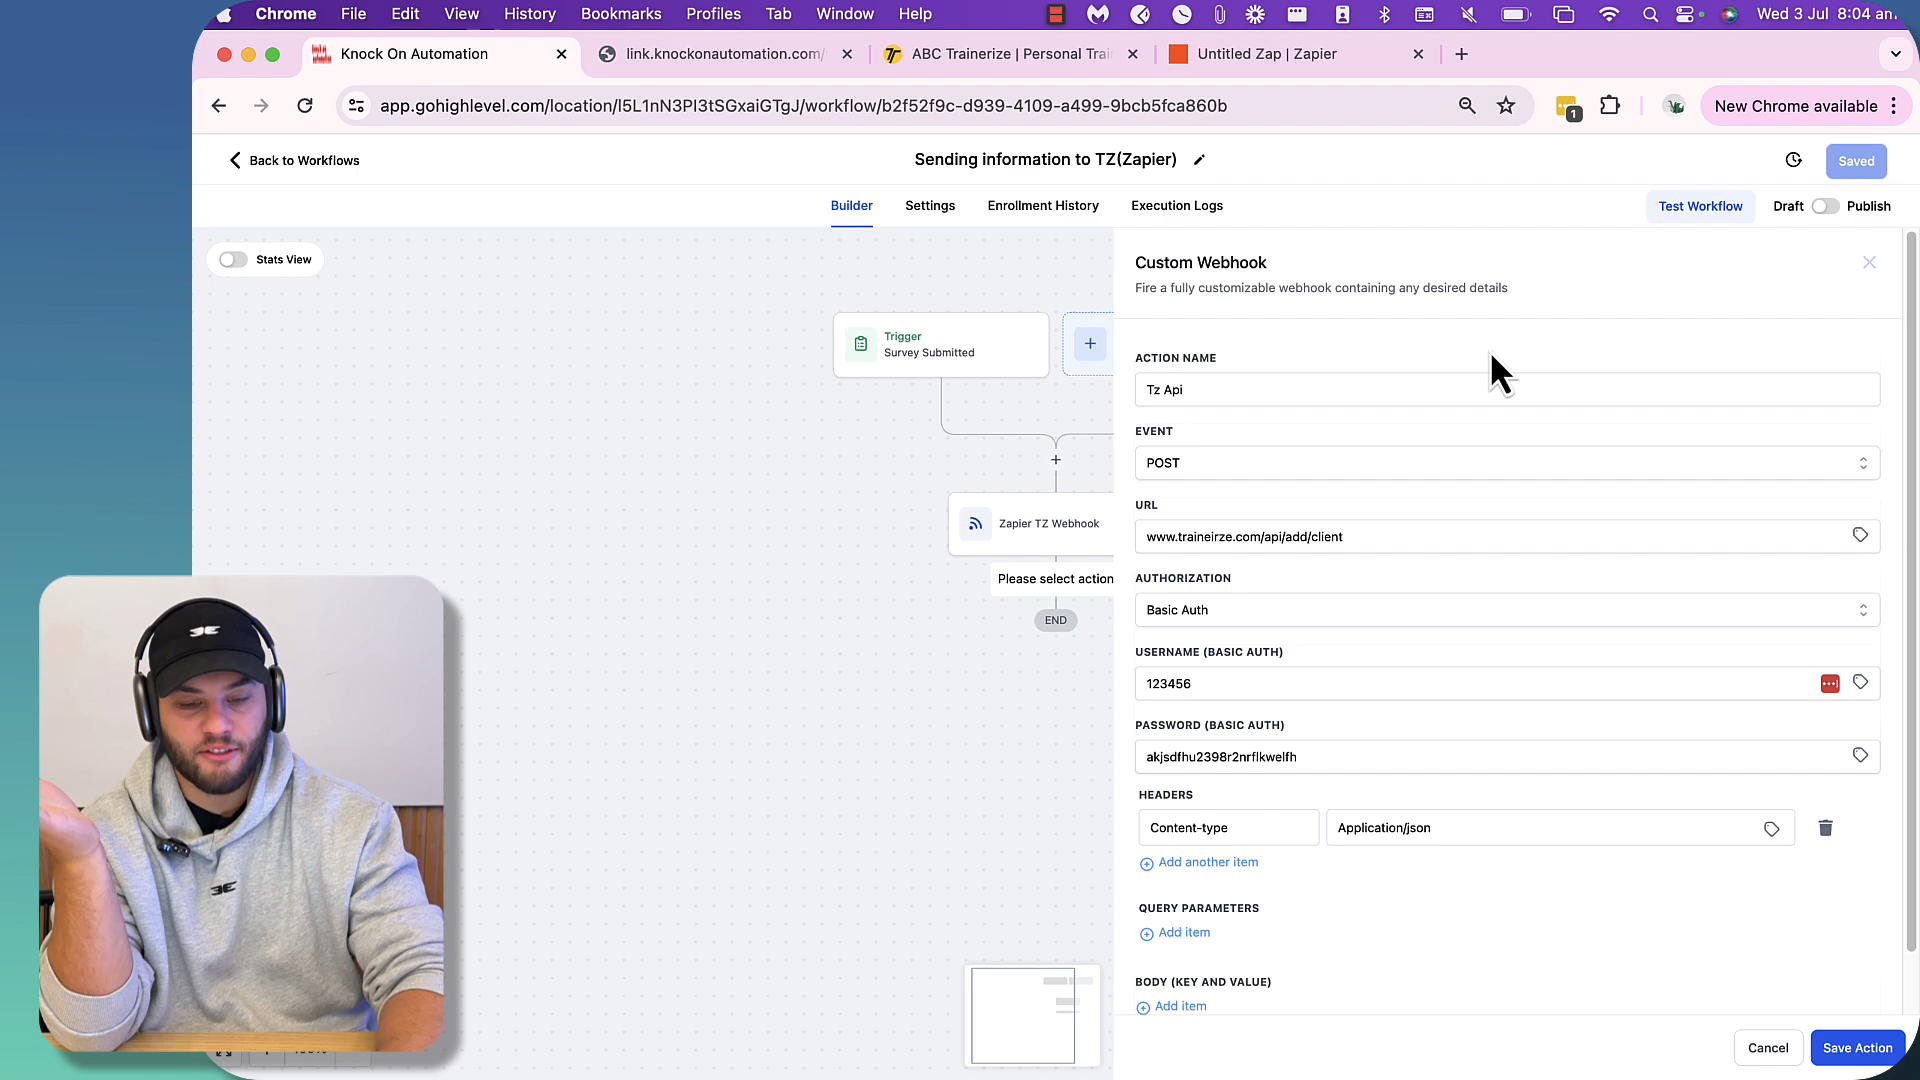 Chrome File Edit View History Bookmarks Profiles Tab Window Help Wed 3 Jul 8:04 am
Knock On Automation link.knockonautomation.com/ ABC Trainerize | Personal Trai Untitled Zap | Zapier
app.gohighlevel.com/location/l5L1nN3PI3tSGxaiGTgJ/workflow/b2f52f9c-d939-4109-a499-9bcb5fca860b 1 New Chrome available
Back to Workflows Sending information to TZ(Zapier) Saved
Builder Settings Enrollment History Execution Logs Test Workflow Draft Publish
Stats View
Trigger
Survey Submitted
Zapier TZ Webhook
Please select action
END
Custom Webhook
Fire a fully customizable webhook containing any desired details
ACTION NAME
Tz Api
EVENT
POST
URL
www.traineirze.com/api/add/client
AUTHORIZATION
Basic Auth
USERNAME (BASIC AUTH)
123456
PASSWORD (BASIC AUTH)
akjsdfhu2398r2nrflkwelfh
HEADERS
Content-type Application/json
Add another item
QUERY PARAMETERS
Add item
BODY (KEY AND VALUE)
Add item
Cancel Save Action